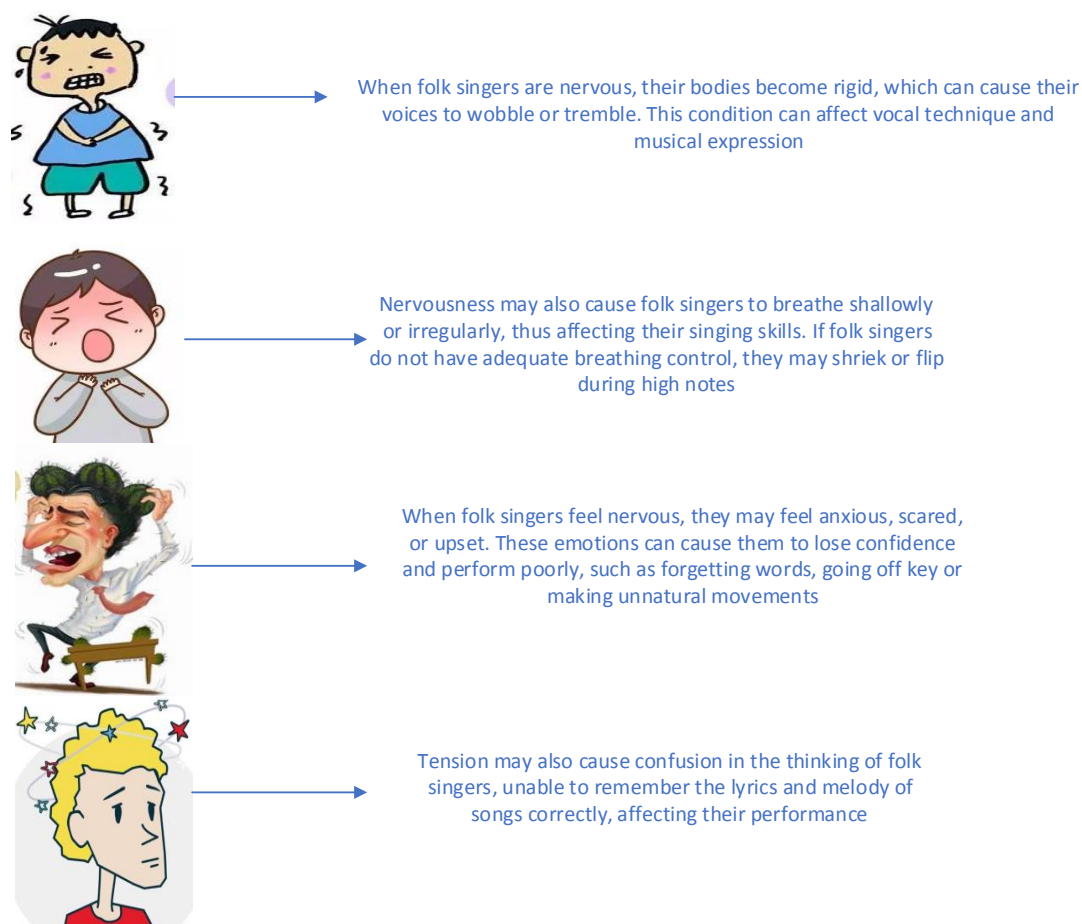 When folk singers are nervous, their bodies become rigid, which can cause their
voices to wobble or tremble. This condition can affect vocal technique and
musical expression
Nervousness may also cause folk singers to breathe shallowly
or irregularly, thus affecting their singing skills. If folk singers
do not have adequate breathing control, they may shriek or flip
during high notes
When folk singers feel nervous, they may feel anxious, scared,
or upset. These emotions can cause them to lose confidence
and perform poorly, such as forgetting words, going off key or
making unnatural movements
Tension may also cause confusion in the thinking of folk
singers, unable to remember the lyrics and melody of
songs correctly, affecting their performance